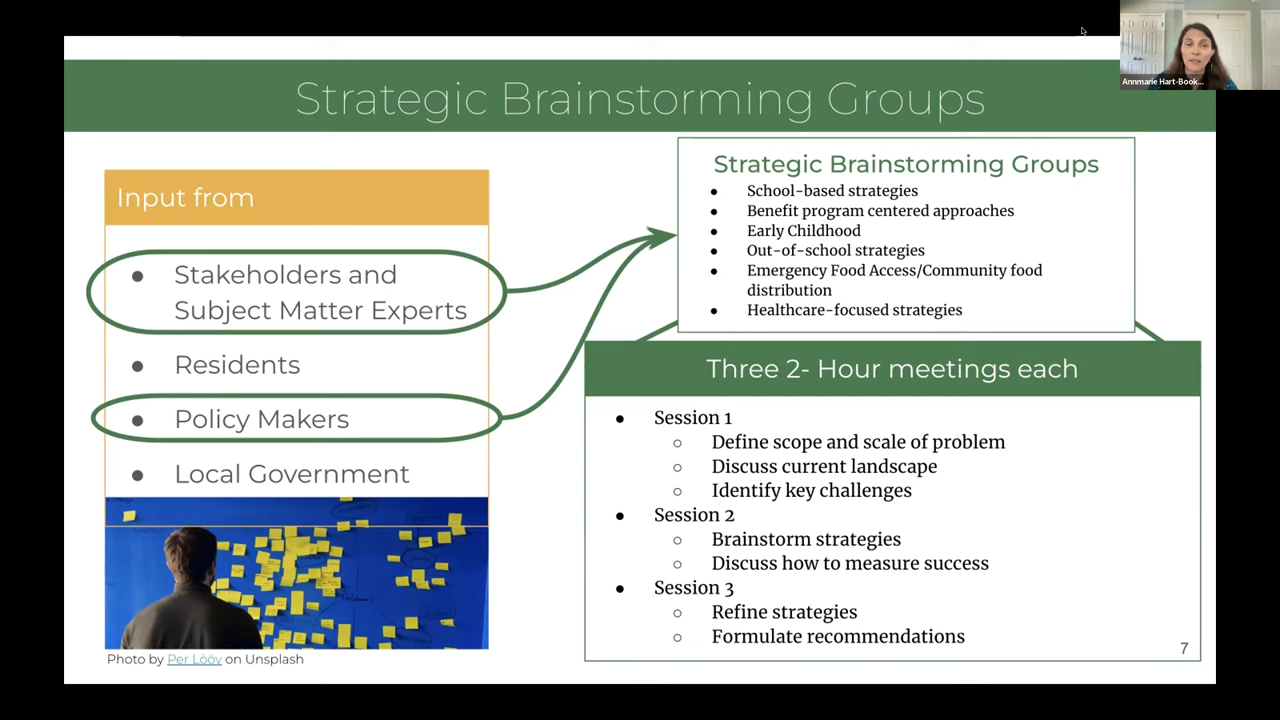 Annmarie Hart-Book...
Strategic Brainstorming Groups
Input from
● Stakeholders and
Subject Matter Experts
● Residents
● Policy Makers
● Local Government
Photo by Per Lööv on Unsplash
Strategic Brainstorming Groups
● School-based strategies
● Benefit program centered approaches
● Early Childhood
● Out-of-school strategies
● Emergency Food Access/Community food
distribution
● Healthcare-focused strategies
Three 2- Hour meetings each
● Session 1
○ Define scope and scale of problem
○ Discuss current landscape
○ Identify key challenges
● Session 2
○ Brainstorm strategies
○ Discuss how to measure success
● Session 3
○ Refine strategies
○ Formulate recommendations
7